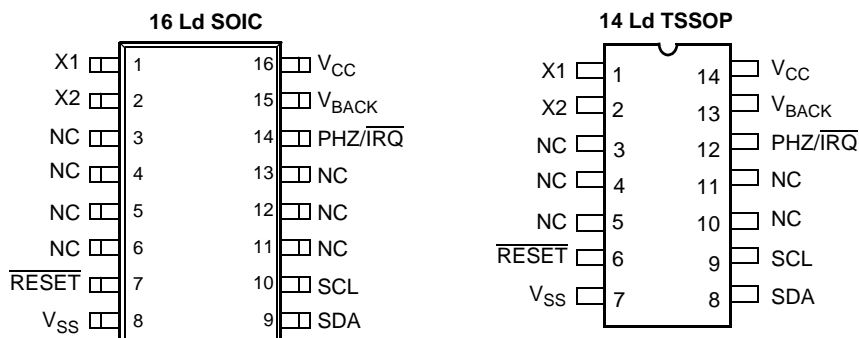 16 Ld SOIC
X1 1 16 VCC
X2 2 15 VBACK
NC 3 14 PHZ/IRQ
NC 4 13 NC
NC 5 12 NC
NC 6 11 NC
RESET 7 10 SCL
VSS 8 9 SDA
14 Ld TSSOP
X1 1 14 VCC
X2 2 13 VBACK
NC 3 12 PHZ/IRQ
NC 4 11 NC
NC 5 10 NC
RESET 6 9 SCL
VSS 7 8 SDA